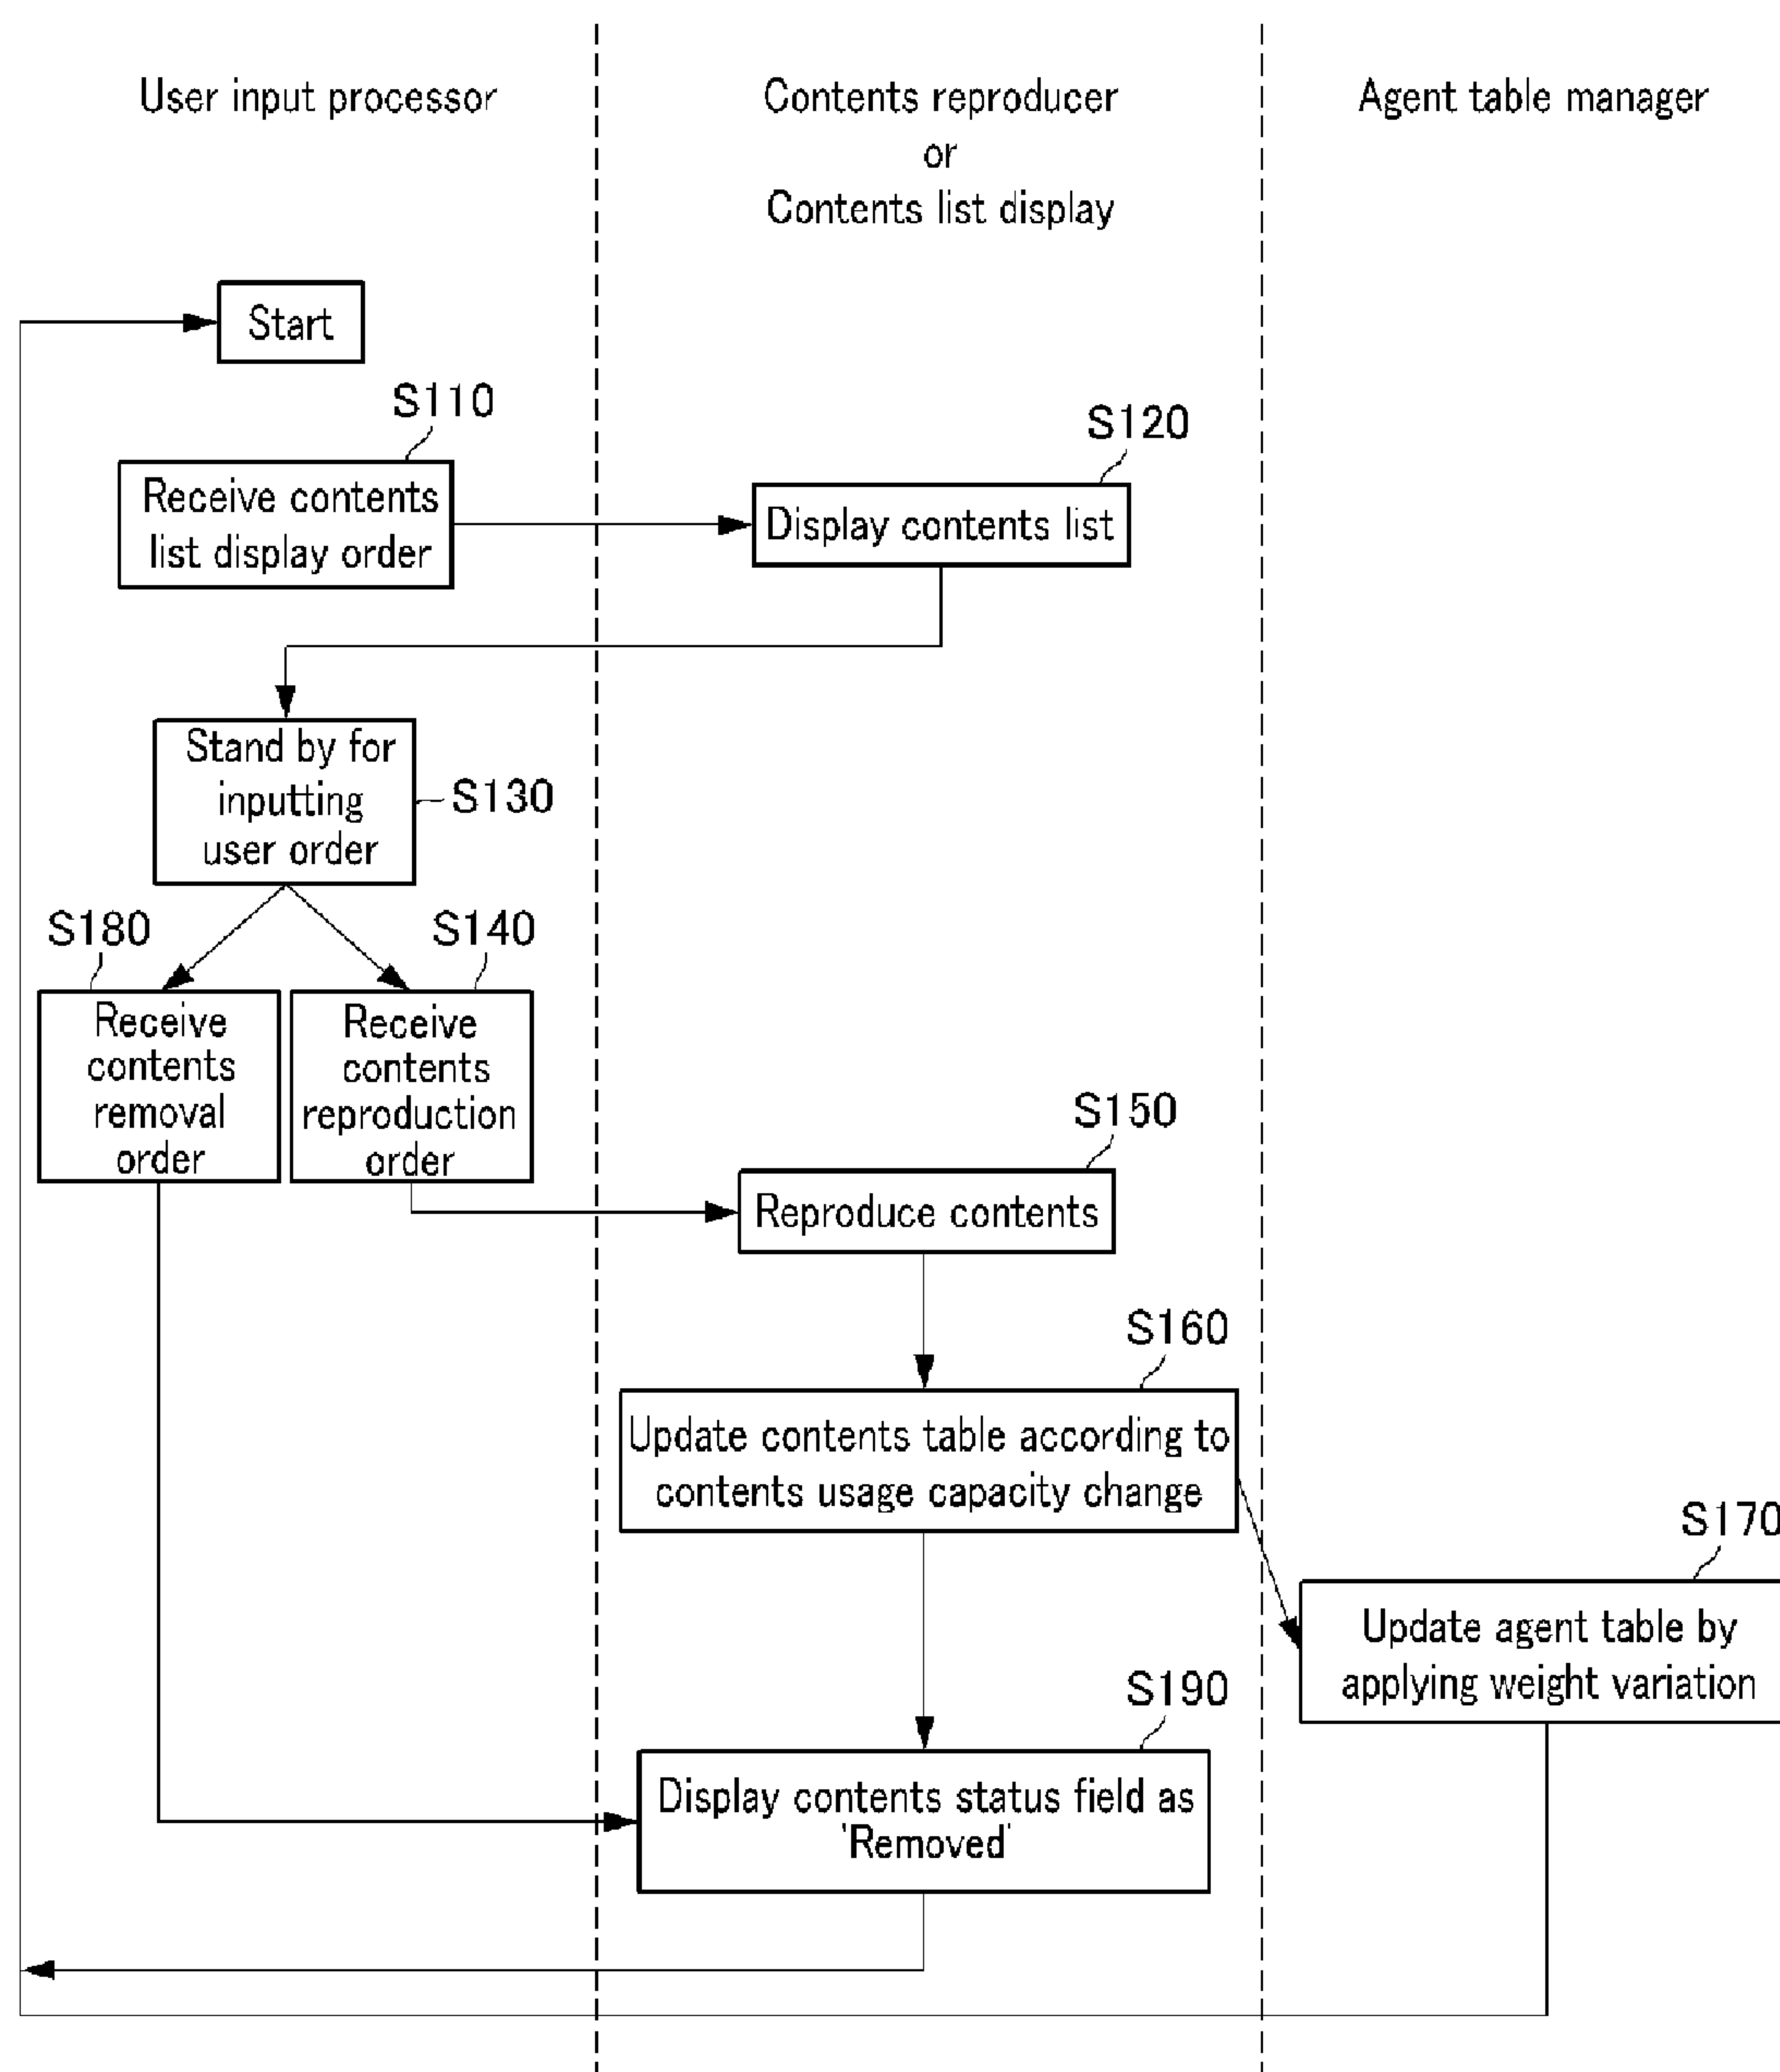 User input processor
Contents reproducer
or
Contents list display
Agent table manager
Start
S110
Receive contents
list display order
S120
Display contents list
Stand by for
inputting
user order
S130
S180
Receive
contents
removal
order
S140
Receive
contents
reproduction
order
S150
Reproduce contents
S160
Update contents table according to
contents usage capacity change
S170
Update agent table by
applying weight variation
S190
Display contents status field as
'Removed'